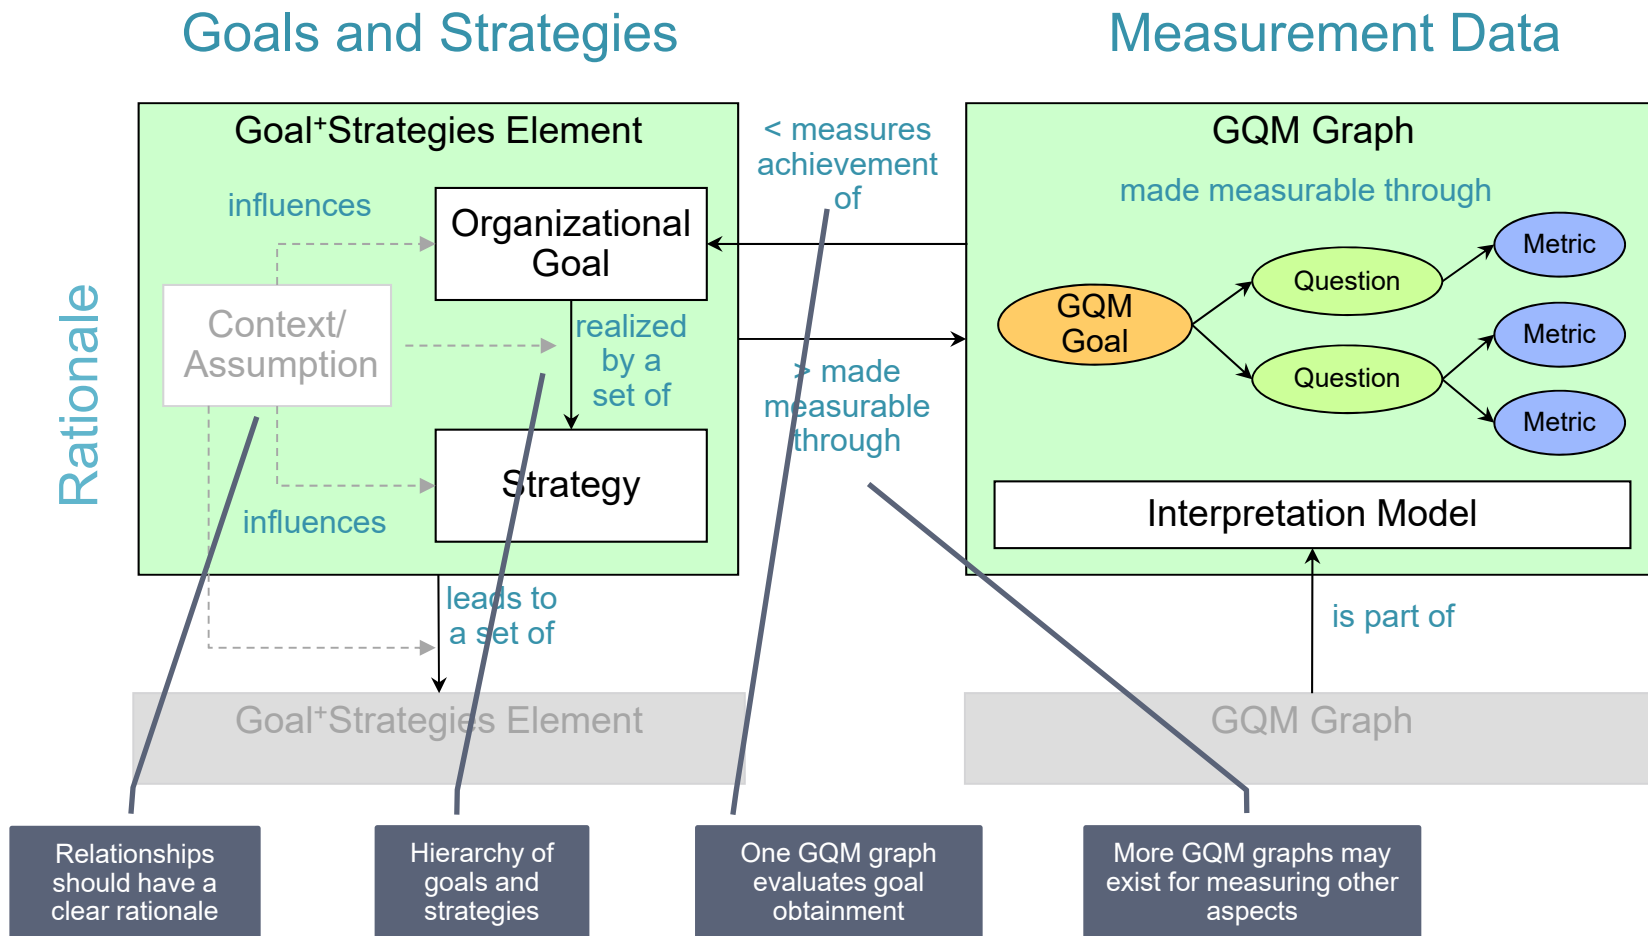 Goals and Strategies
Measurement Data
Rationale
Goal⁺Strategies Element
influences
Organizational
Goal
Context/
Assumption
realized
by a
set of
Strategy
influences
leads to
a set of
Goal⁺Strategies Element
< measures
achievement
of
> made
measurable
through
GQM Graph
made measurable through
GQM
Goal
Question
Question
Metric
Metric
Metric
Interpretation Model
is part of
GQM Graph
Relationships
should have a
clear rationale
Hierarchy of
goals and
strategies
One GQM graph
evaluates goal
obtainment
More GQM graphs may
exist for measuring other
aspects